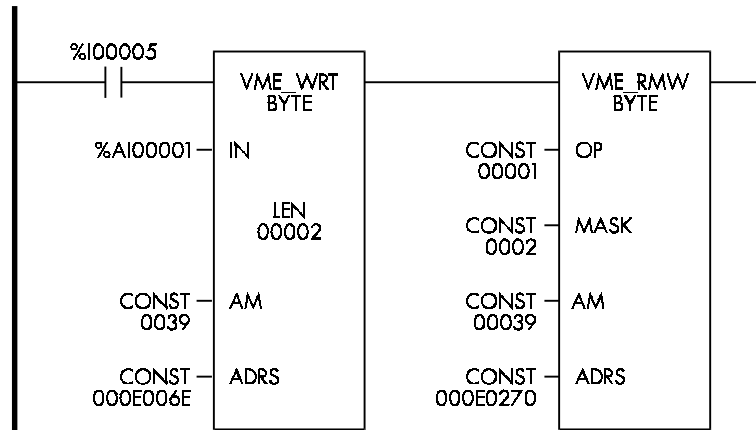 %I00005
VME_WRT
BYTE
%AI00001
IN
LEN
00002
CONST
0039
AM
CONST
000E006E
ADRS
VME_RMW
BYTE
CONST
00001
OP
CONST
0002
MASK
CONST
00039
AM
CONST
000E0270
ADRS